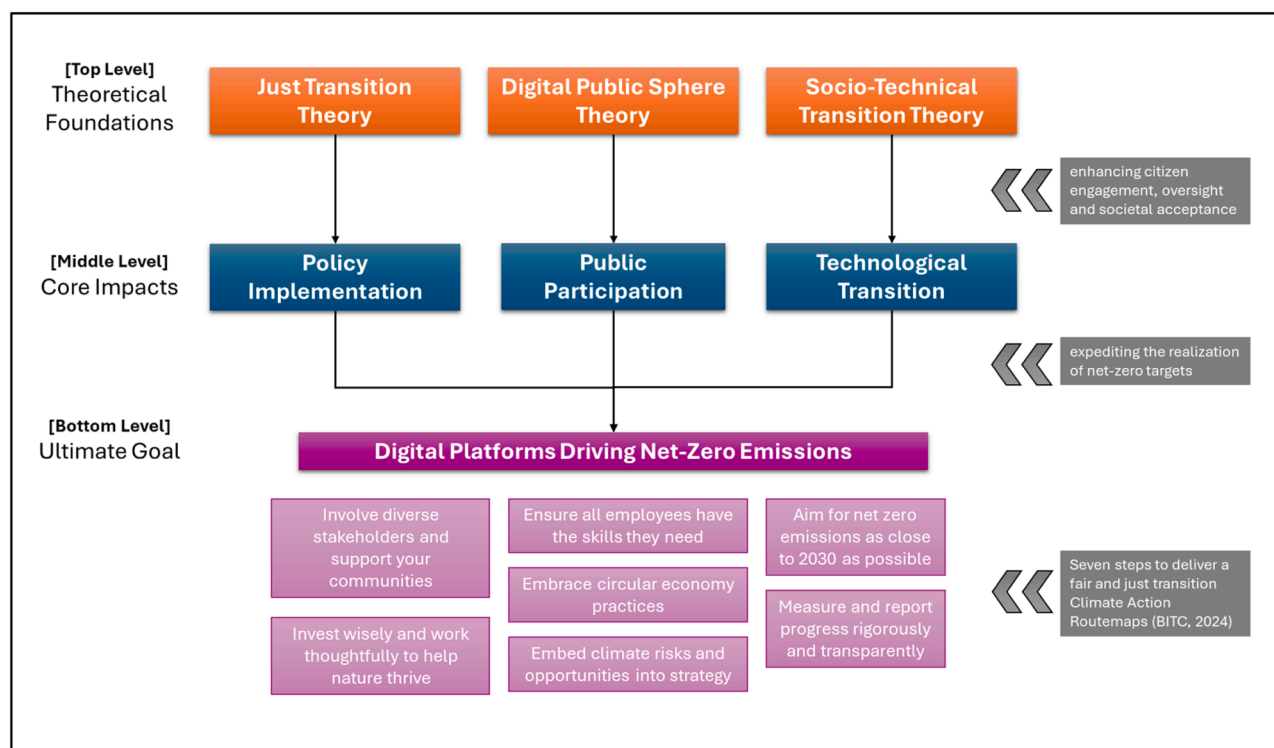 [Top Level]
Theoretical
Foundations
Just Transition
Theory
Digital Public Sphere
Theory
Socio-Technical
Transition Theory
enhancing citizen
engagement, oversight
and societal acceptance
[Middle Level]
Core Impacts
Policy
Implementation
Public
Participation
Technological
Transition
expediting the realization
of net-zero targets
[Bottom Level]
Ultimate Goal
Digital Platforms Driving Net-Zero Emissions
Involve diverse
stakeholders and
support your
communities
Invest wisely and work
thoughtfully to help
nature thrive
Ensure all employees have
the skills they need
Embrace circular economy
practices
Embed climate risks and
opportunities into strategy
Aim for net zero
emissions as close
to 2030 as possible
Measure and report
progress rigorously
and transparently
Seven steps to deliver a
fair and just transition
Climate Action
Routemaps (BITC, 2024)